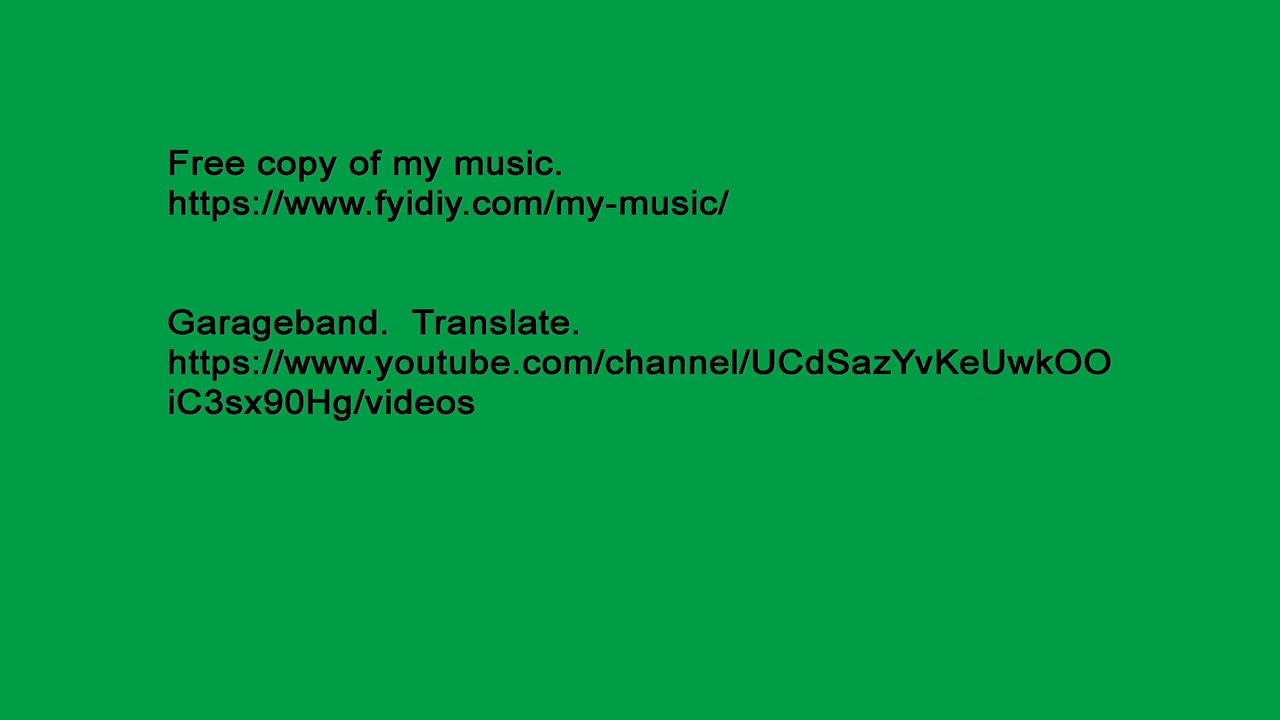 Free copy of my music.
https://www.fyidiy.com/my-music/
Garageband.  Translate.
https://www.youtube.com/channel/UCdSazYvKeUwkOO
iC3sx90Hg/videos